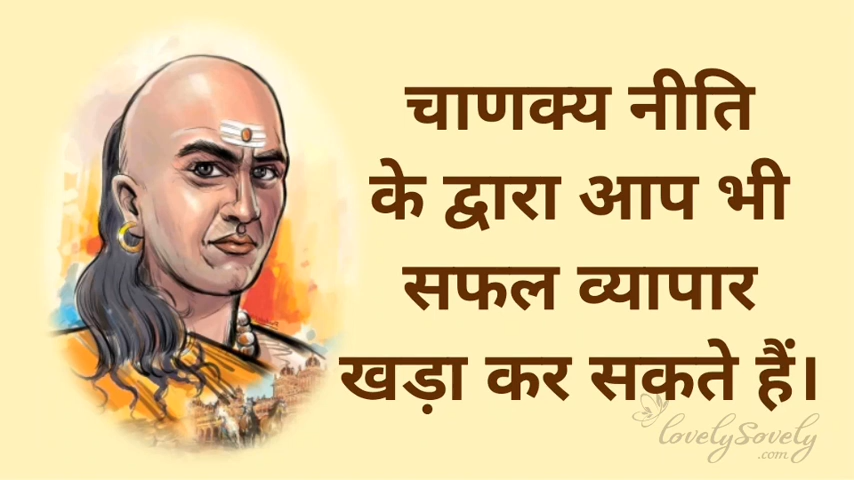 चाणक्य नीति
के द्वारा आप भी
सफल व्यापार
खड़ा कर सकते हैं।
lovelySovely
.com